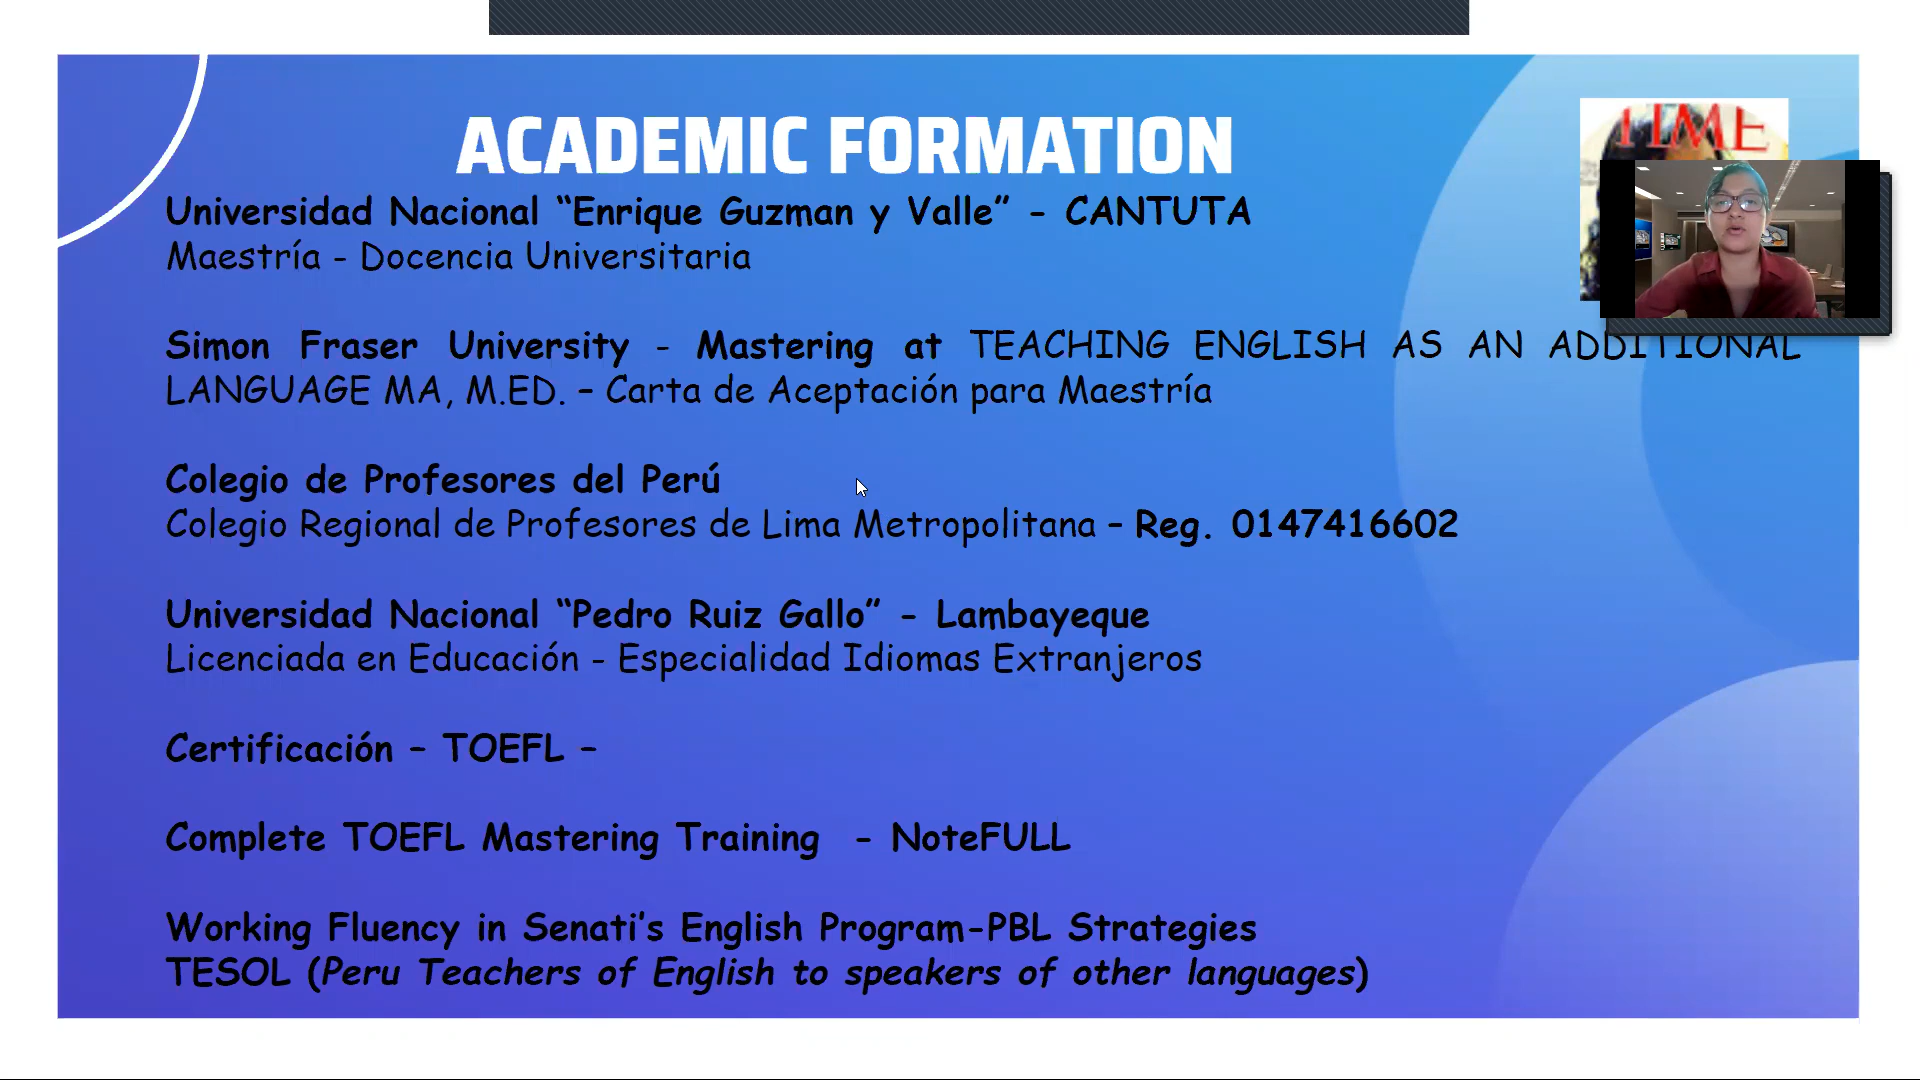 ACADEMIC FORMATION
TIME
Universidad Nacional “Enrique Guzman y Valle” - CANTUTA
Maestría - Docencia Universitaria
Simon Fraser University - Mastering at TEACHING ENGLISH AS AN ADDITIONAL
LANGUAGE MA, M.ED. – Carta de Aceptación para Maestría
Colegio de Profesores del Perú
Colegio Regional de Profesores de Lima Metropolitana – Reg. 0147416602
Universidad Nacional “Pedro Ruiz Gallo” - Lambayeque
Licenciada en Educación - Especialidad Idiomas Extranjeros
Certificación – TOEFL –
Complete TOEFL Mastering Training - NoteFULL
Working Fluency in Senati’s English Program-PBL Strategies
TESOL (Peru Teachers of English to speakers of other languages)